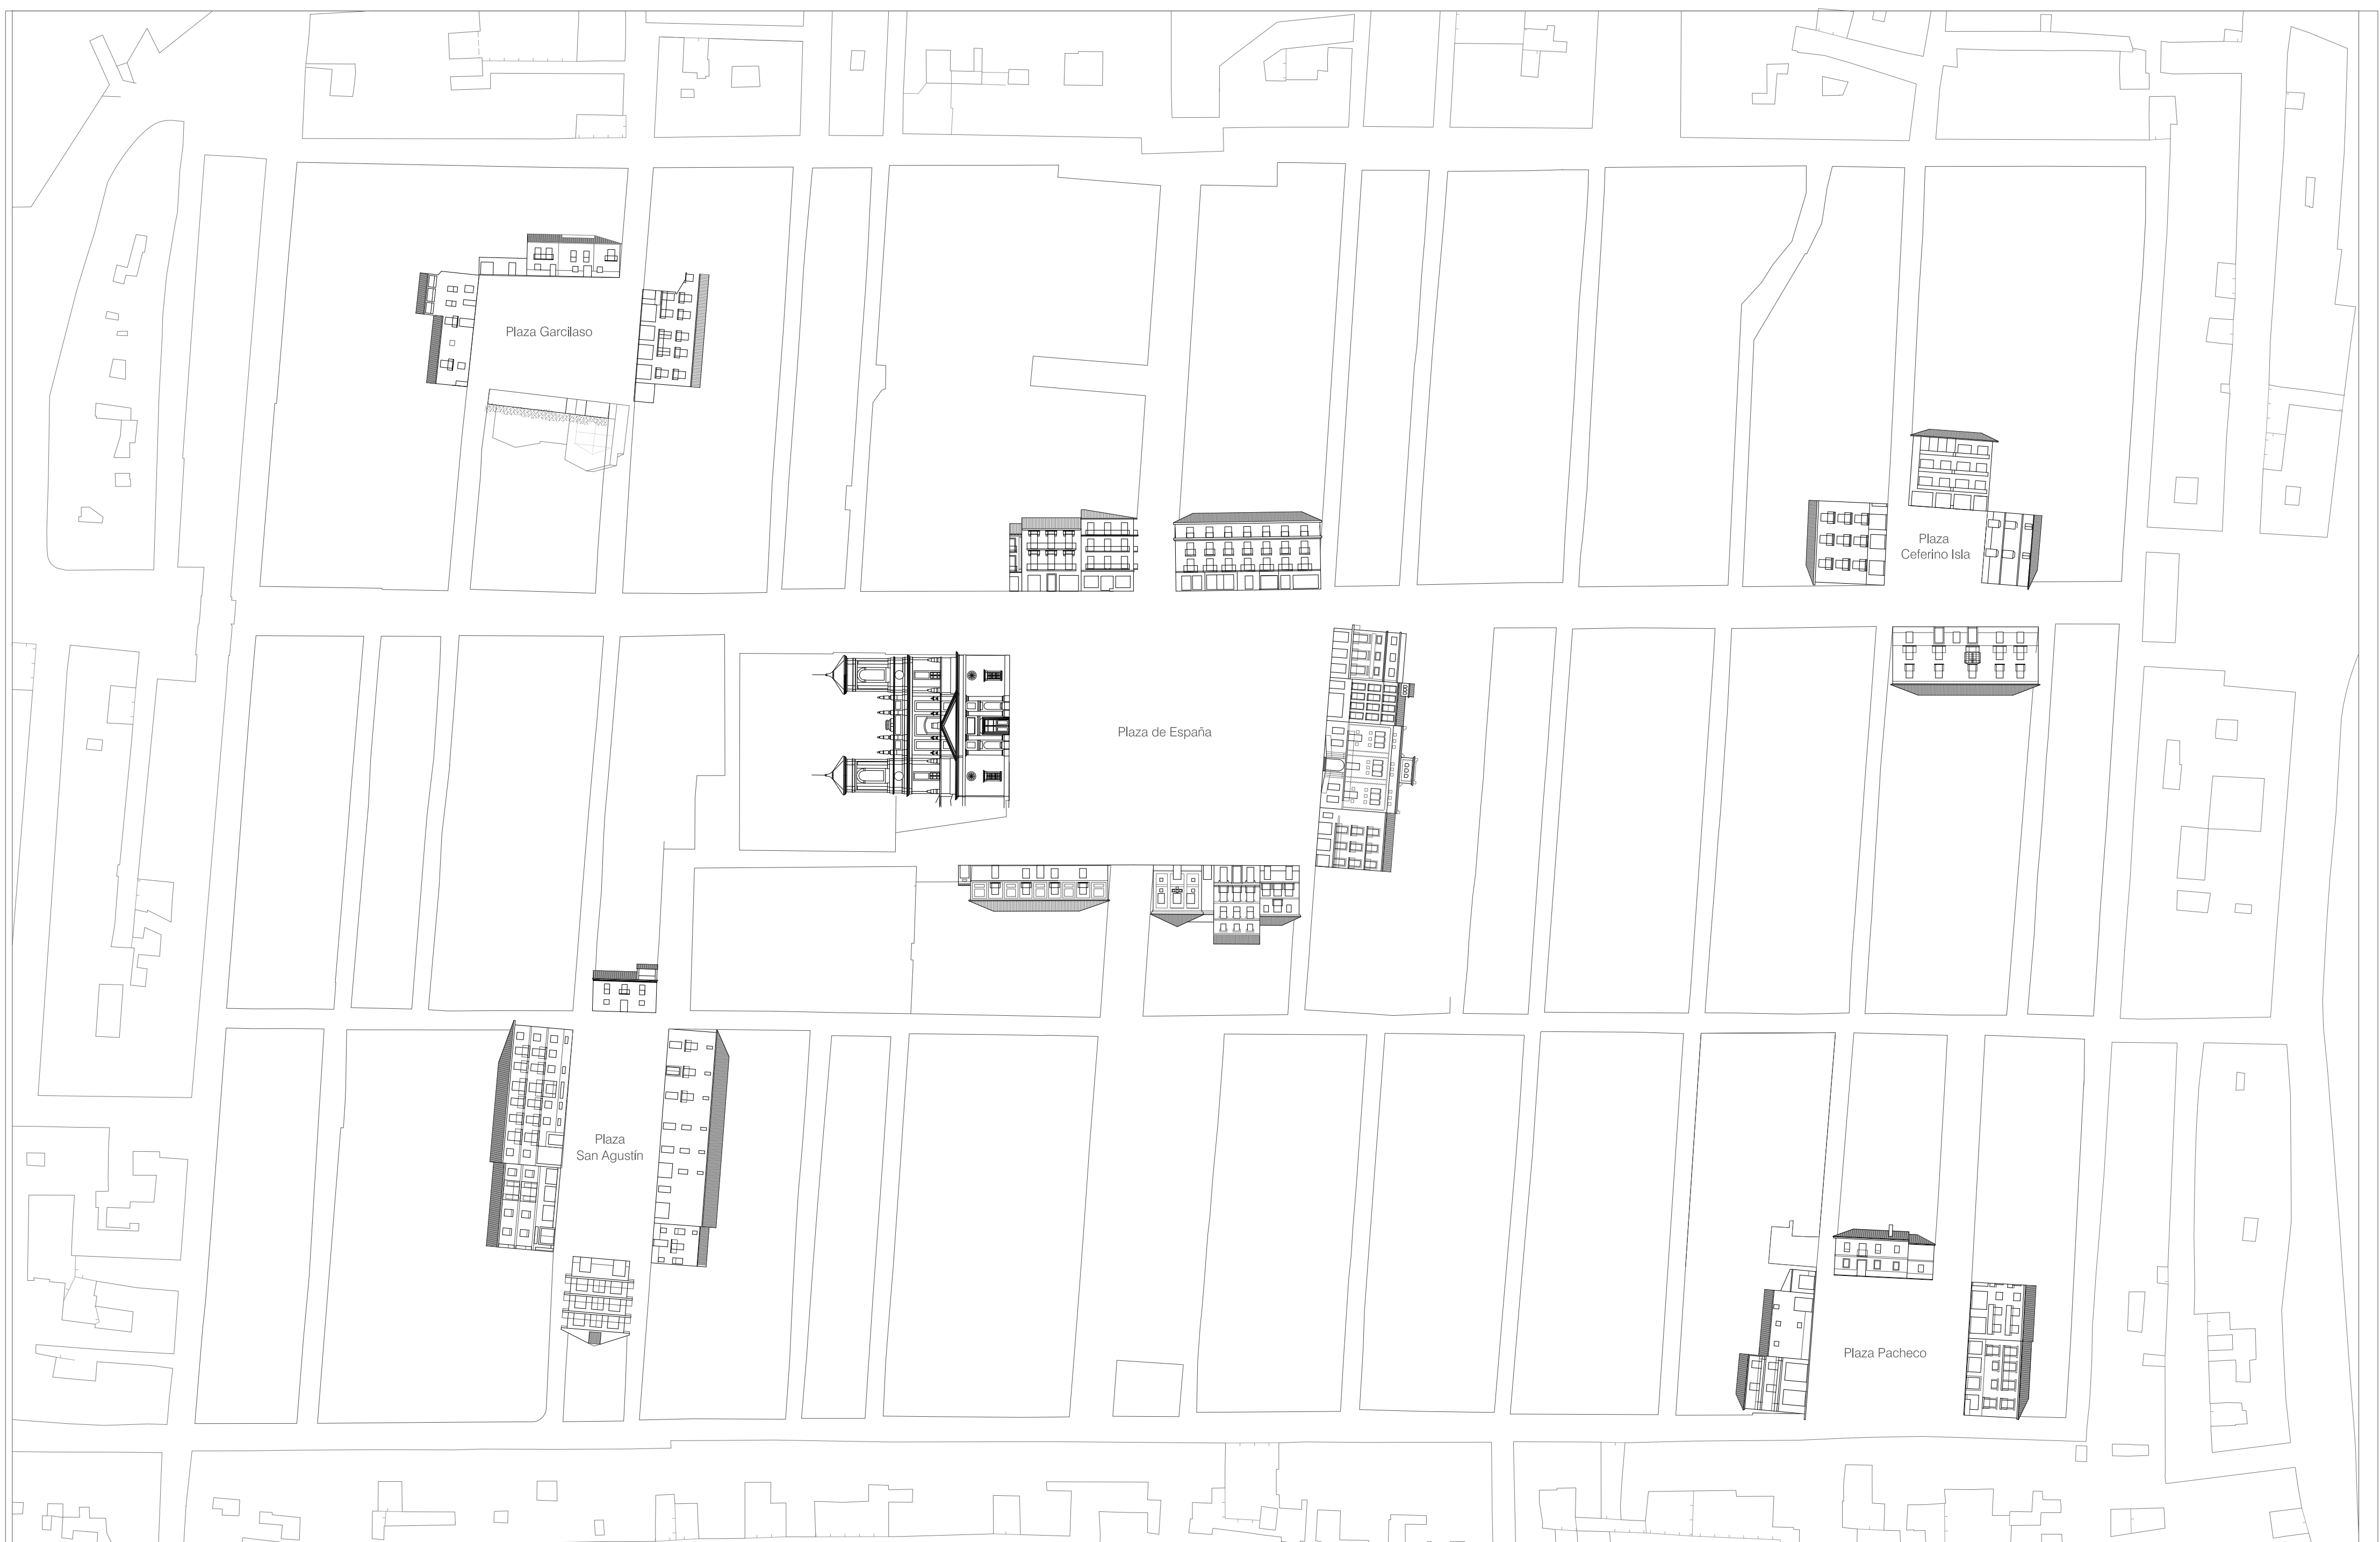 Plaza Garcilaso
Plaza
Ceferino Isla
Plaza de España
Plaza
San Agustín
Plaza Pacheco